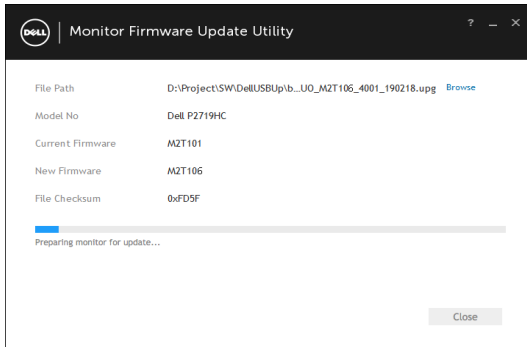 DELL Monitor Firmware Update Utility ? _ ×
File Path D:\Project\SW\DellUSBUp\b...UO_M2T106_4001_190218.upg Browse
Model No Dell P2719HC
Current Firmware M2T101
New Firmware M2T106
File Checksum 0xFD5F
Preparing monitor for update...
Close